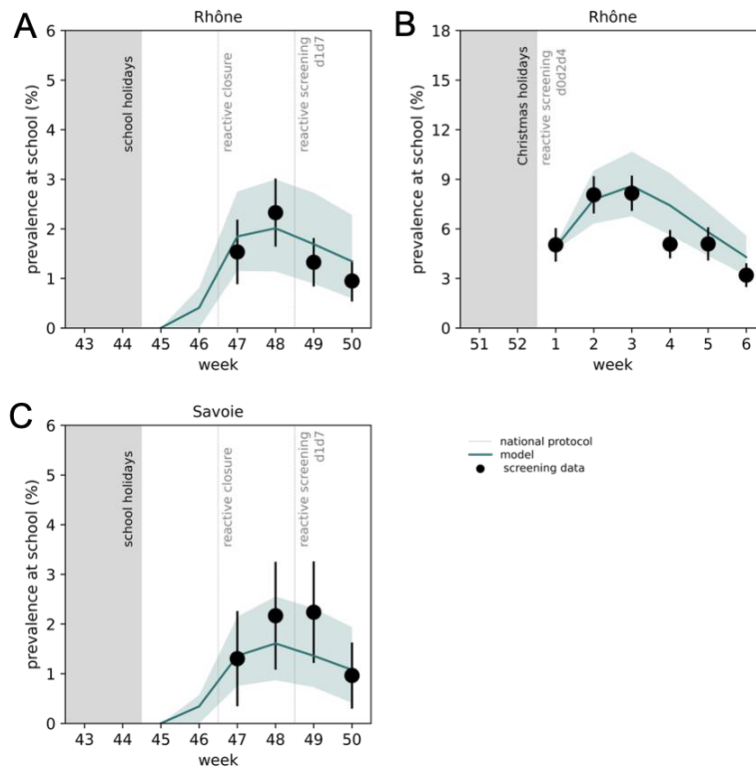 A
Rhône
prevalence at school (%)
6
5
4
3
2
1
0
school holidays
reactive closure
reactive screening
d1d7
43 44 45 46 47 48 49 50
week
B
Rhône
prevalence at school (%)
18
15
12
9
6
3
0
Christmas holidays
reactive screening
d0d2d4
51 52 1 2 3 4 5 6
week
C
Savoie
prevalence at school (%)
6
5
4
3
2
1
0
school holidays
reactive closure
reactive screening
d1d7
43 44 45 46 47 48 49 50
week
national protocol
model
screening data